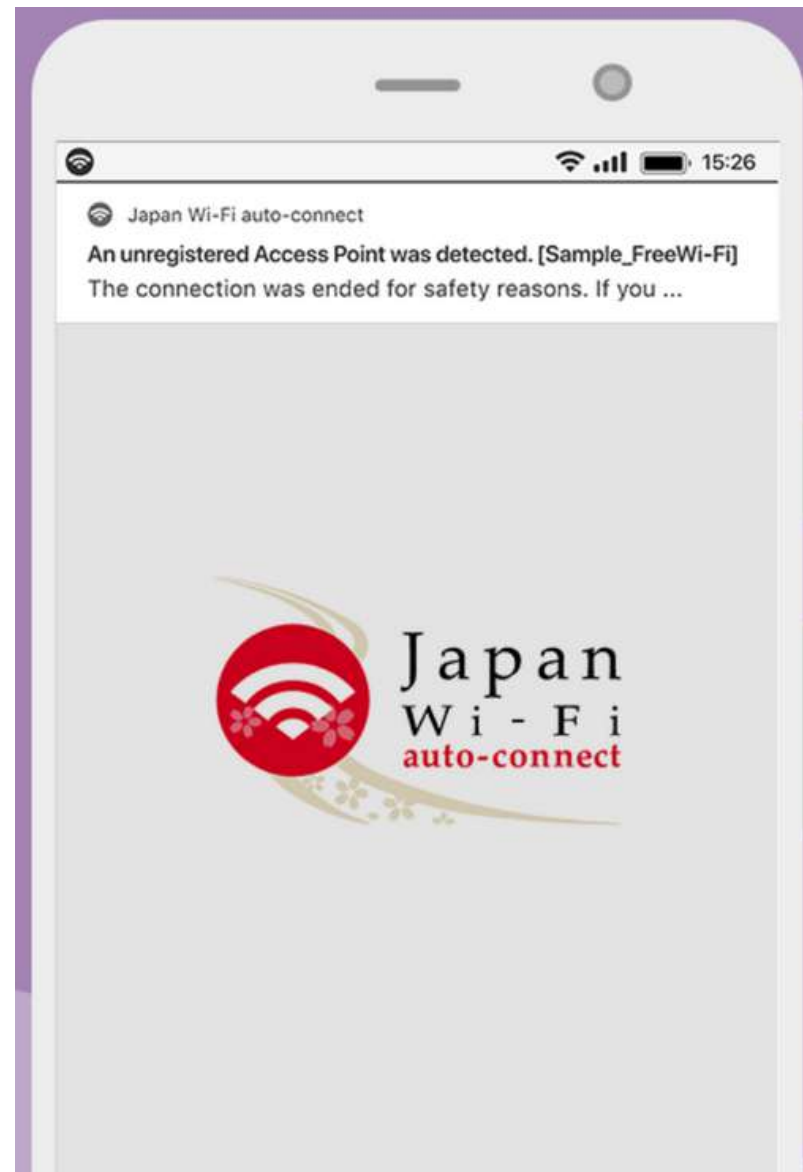 15:26
Japan Wi-Fi auto-connect
An unregistered Access Point was detected. [Sample_FreeWi-Fi]
The connection was ended for safety reasons. If you ...
Japan
Wi-Fi
auto-connect